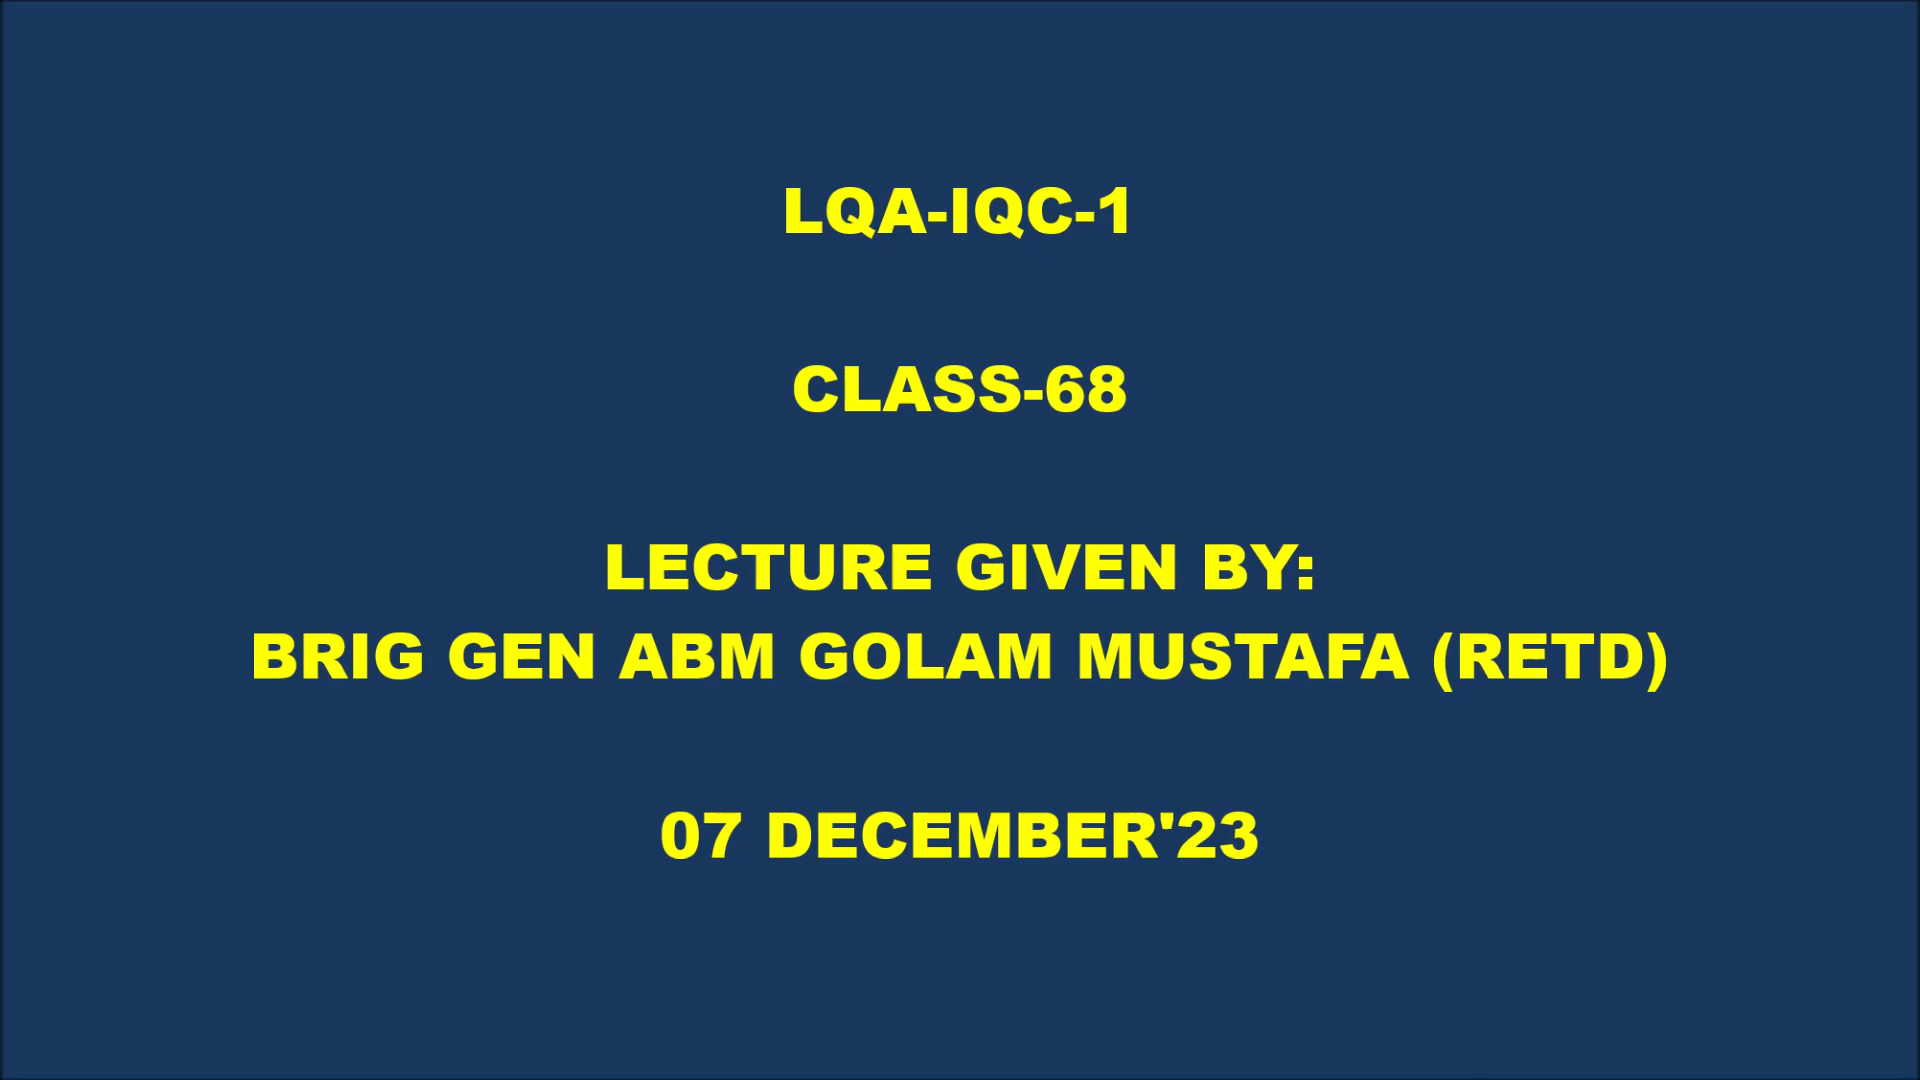 LQA-IQC-1
CLASS-68
LECTURE GIVEN BY:
BRIG GEN ABM GOLAM MUSTAFA (RETD)
07 DECEMBER'23